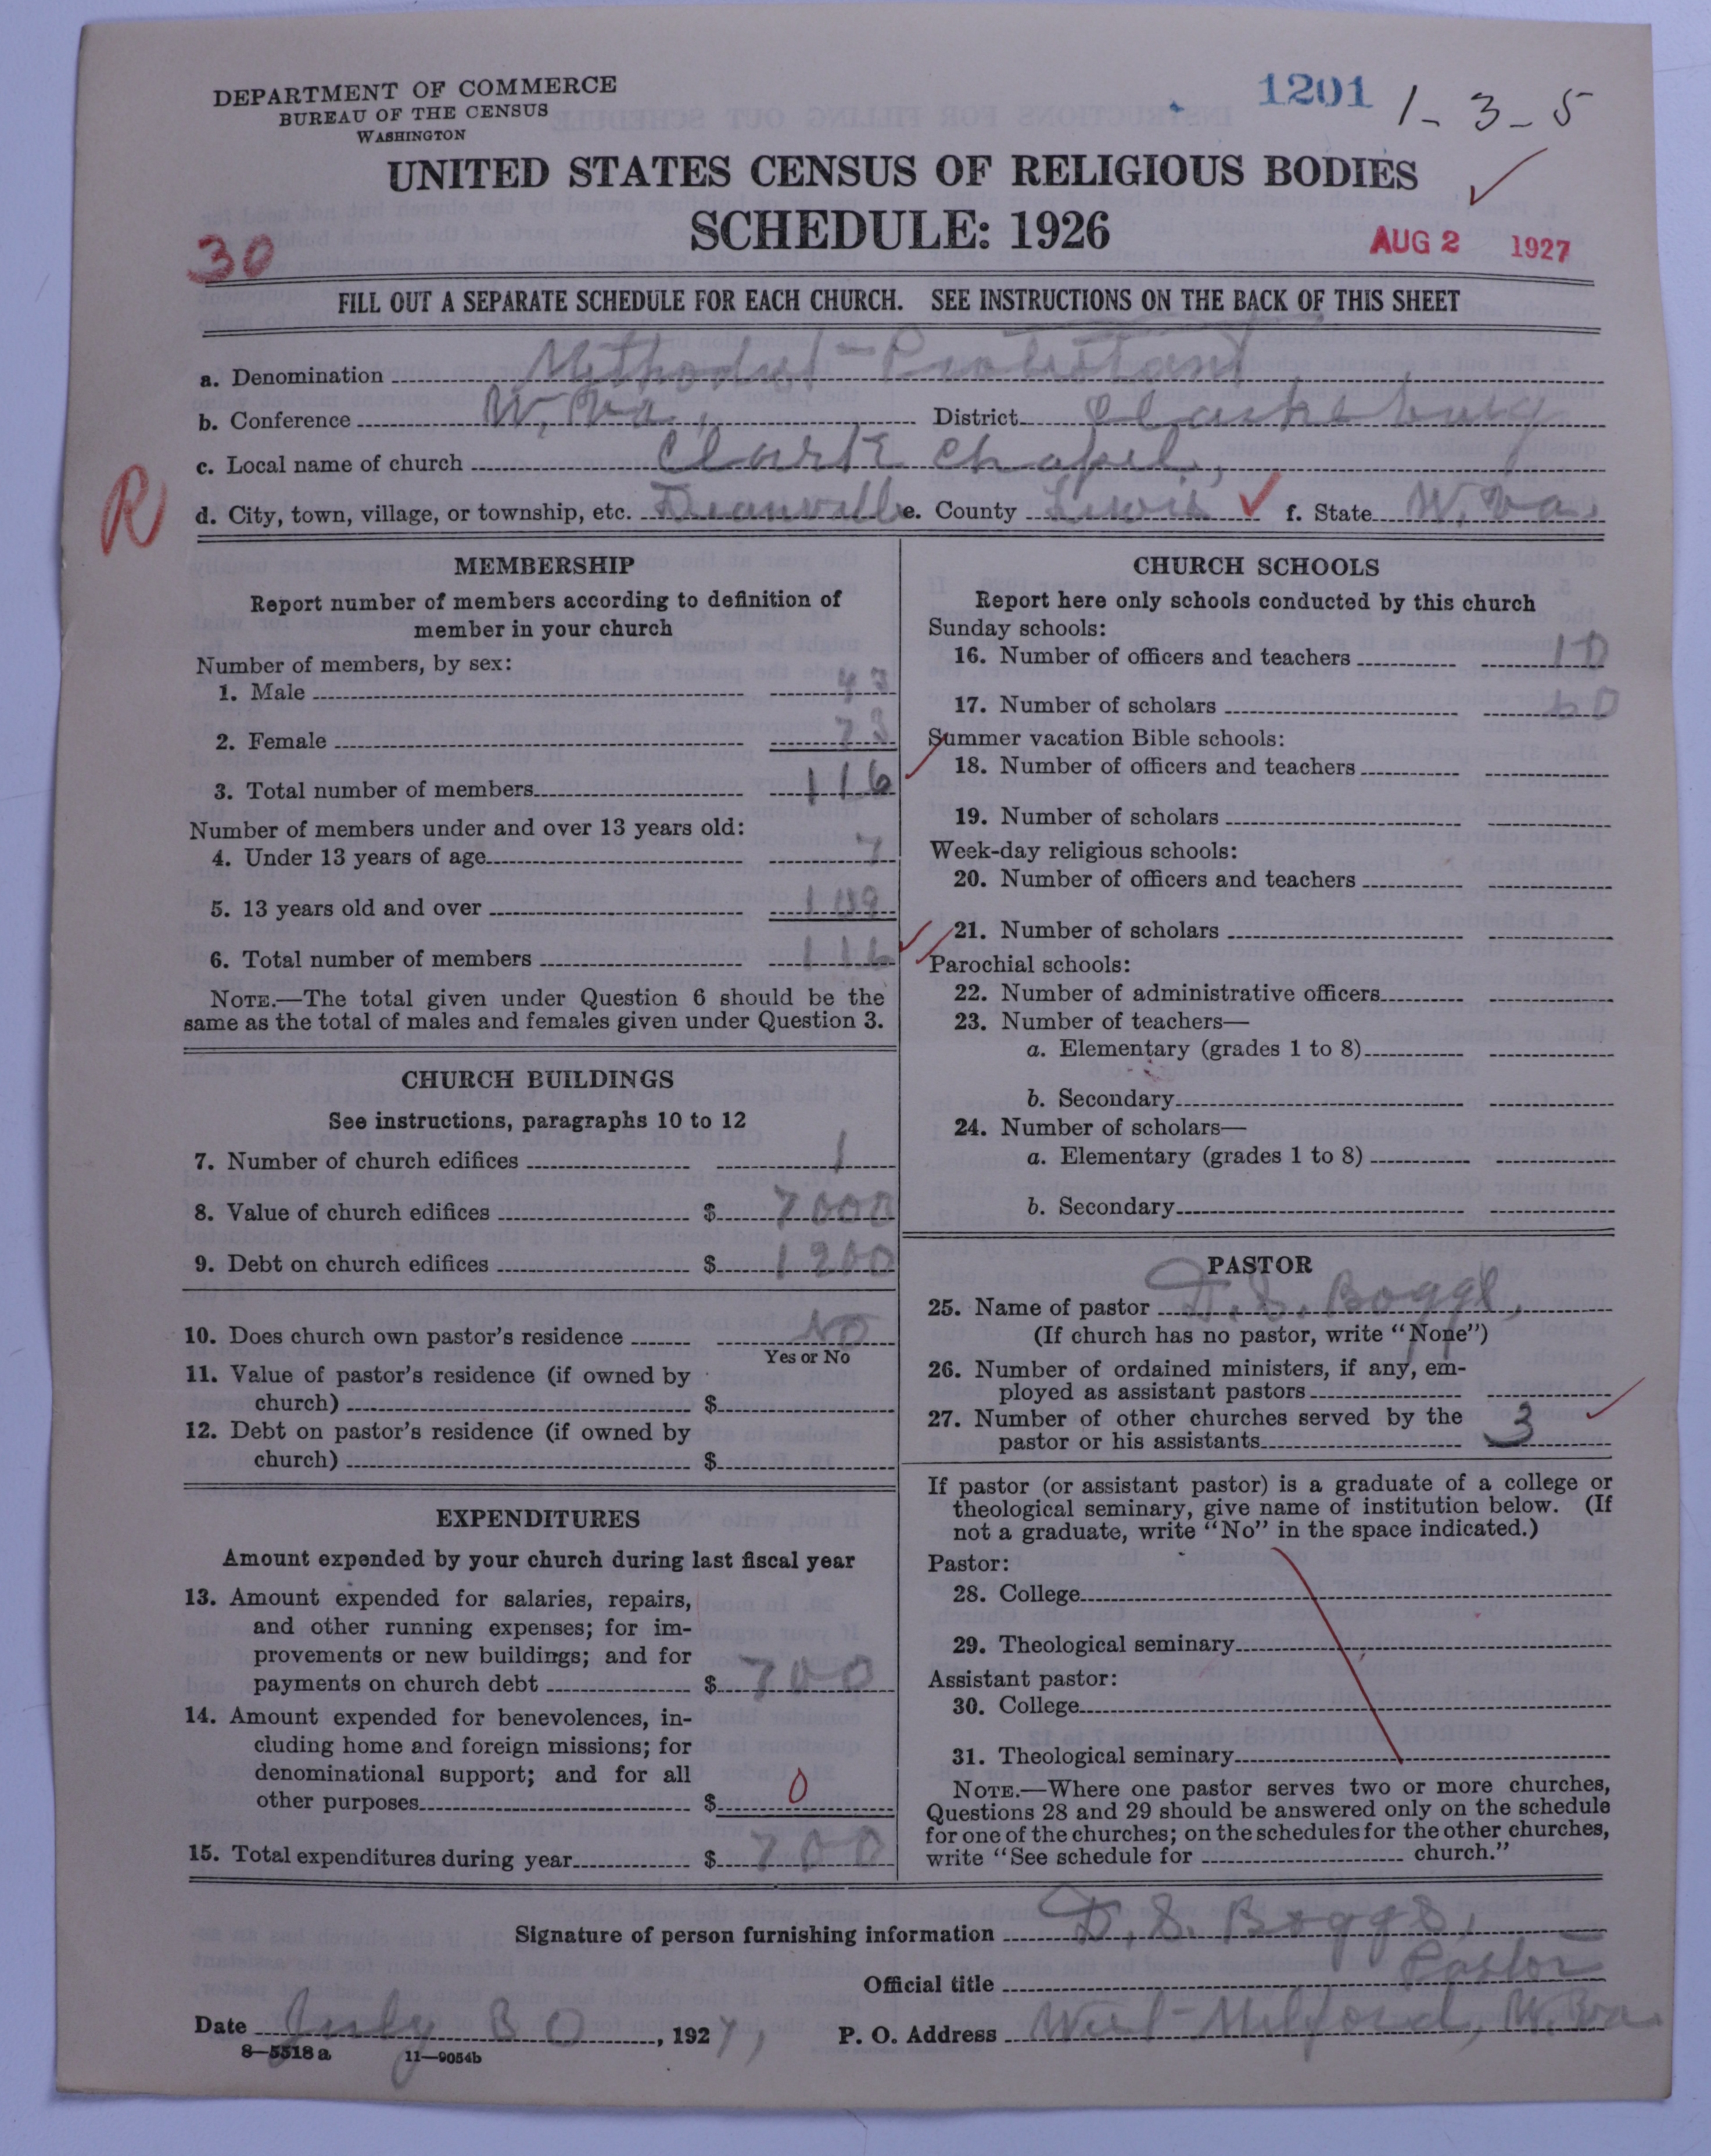 DEPARTMENT OF COMMERCE
BUREAU OF THE CENSUS
WASHINGTON
1201 1-3-5
UNITED STATES CENSUS OF RELIGIOUS BODIES
SCHEDULE: 1926
30
AUG 2 1927
FILL OUT A SEPARATE SCHEDULE FOR EACH CHURCH. SEE INSTRUCTIONS ON THE BACK OF THIS SHEET
a. Denomination Methodist-Protestant
b. Conference W. Va., District Clarksburg
c. Local name of church Clark Chapel,
R
d. City, town, village, or township, etc. Deanville e. County Lewis f. State W. Va.
MEMBERSHIP
Report number of members according to definition of
member in your church
Number of members, by sex:
1. Male 43
2. Female 73
3. Total number of members 116
Number of members under and over 13 years old:
4. Under 13 years of age 7
5. 13 years old and over 109
6. Total number of members 116
NOTE.—The total given under Question 6 should be the
same as the total of males and females given under Question 3.
CHURCH BUILDINGS
See instructions, paragraphs 10 to 12
7. Number of church edifices 1
8. Value of church edifices $ 7000
9. Debt on church edifices $ 1200
10. Does church own pastor's residence NO
Yes or No
11. Value of pastor's residence (if owned by
church) $
12. Debt on pastor's residence (if owned by
church) $
EXPENDITURES
Amount expended by your church during last fiscal year
13. Amount expended for salaries, repairs,
and other running expenses; for im-
provements or new buildings; and for
payments on church debt $ 700
14. Amount expended for benevolences, in-
cluding home and foreign missions; for
denominational support; and for all
other purposes $ 0
15. Total expenditures during year $ 700
CHURCH SCHOOLS
Report here only schools conducted by this church
Sunday schools:
16. Number of officers and teachers 10
17. Number of scholars 60
Summer vacation Bible schools:
18. Number of officers and teachers
19. Number of scholars
Week-day religious schools:
20. Number of officers and teachers
21. Number of scholars
Parochial schools:
22. Number of administrative officers
23. Number of teachers—
a. Elementary (grades 1 to 8)
b. Secondary
24. Number of scholars—
a. Elementary (grades 1 to 8)
b. Secondary
PASTOR
25. Name of pastor D. S. Boggs,
(If church has no pastor, write "None")
26. Number of ordained ministers, if any, em-
ployed as assistant pastors
27. Number of other churches served by the
pastor or his assistants 3
If pastor (or assistant pastor) is a graduate of a college or
theological seminary, give name of institution below. (If
not a graduate, write "No" in the space indicated.)
Pastor:
28. College
29. Theological seminary
Assistant pastor:
30. College
31. Theological seminary
NOTE.—Where one pastor serves two or more churches,
Questions 28 and 29 should be answered only on the schedule
for one of the churches; on the schedules for the other churches,
write "See schedule for church."
Signature of person furnishing information D. S. Boggs,
Official title Pastor
Date July 30, 1927, P. O. Address West-Milford, W. Va.
8—5518 a 11—9054b